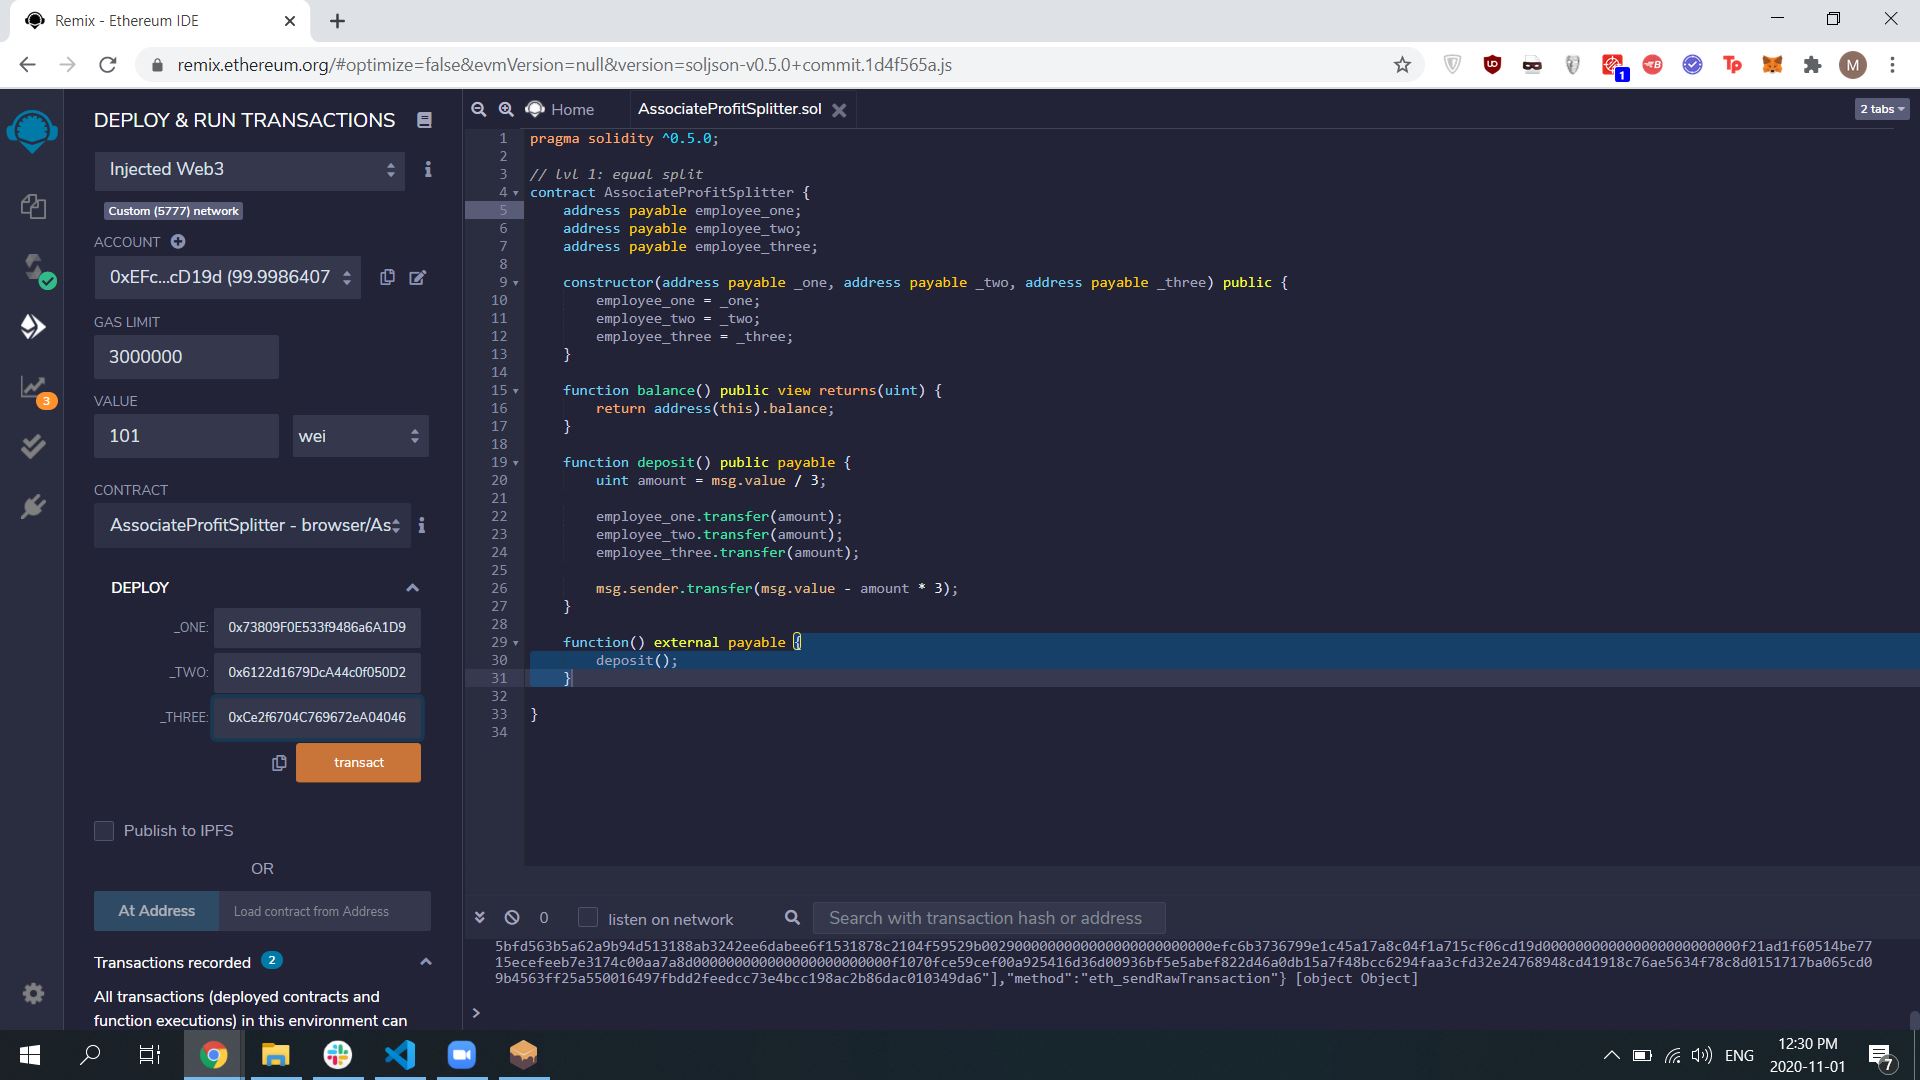 Remix - Ethereum IDE
remix.ethereum.org/#optimize=false&evmVersion=null&version=soljson-v0.5.0+commit.1d4f565a.js
1
M
DEPLOY & RUN TRANSACTIONS
Injected Web3
Custom (5777) network
ACCOUNT
0xEFc...cD19d (99.9986407
GAS LIMIT
3000000
VALUE
101
wei
CONTRACT
AssociateProfitSplitter - browser/As
DEPLOY
_ONE:
0x73809F0E533f9486a6A1D9
_TWO:
0x6122d1679DcA44c0f050D2
_THREE:
0xCe2f6704C769672eA04046
transact
Publish to IPFS
OR
At Address
Load contract from Address
Transactions recorded 2
All transactions (deployed contracts and
function executions) in this environment can
3
Home
AssociateProfitSplitter.sol
2 tabs
1 pragma solidity ^0.5.0;
2
3 // lvl 1: equal split
4 contract AssociateProfitSplitter {
5 address payable employee_one;
6 address payable employee_two;
7 address payable employee_three;
8
9 constructor(address payable _one, address payable _two, address payable _three) public {
10 employee_one = _one;
11 employee_two = _two;
12 employee_three = _three;
13 }
14
15 function balance() public view returns(uint) {
16 return address(this).balance;
17 }
18
19 function deposit() public payable {
20 uint amount = msg.value / 3;
21
22 employee_one.transfer(amount);
23 employee_two.transfer(amount);
24 employee_three.transfer(amount);
25
26 msg.sender.transfer(msg.value - amount * 3);
27 }
28
29 function() external payable {
30 deposit();
31 }
32
33 }
34
0
listen on network
Search with transaction hash or address
9b4563ff25a550016497fbdd2feedcc73e4bcc198ac2b86dac010349da6"],"method":"eth_sendRawTransaction"} [object Object]
>
ENG
12:30 PM
2020-11-01
7